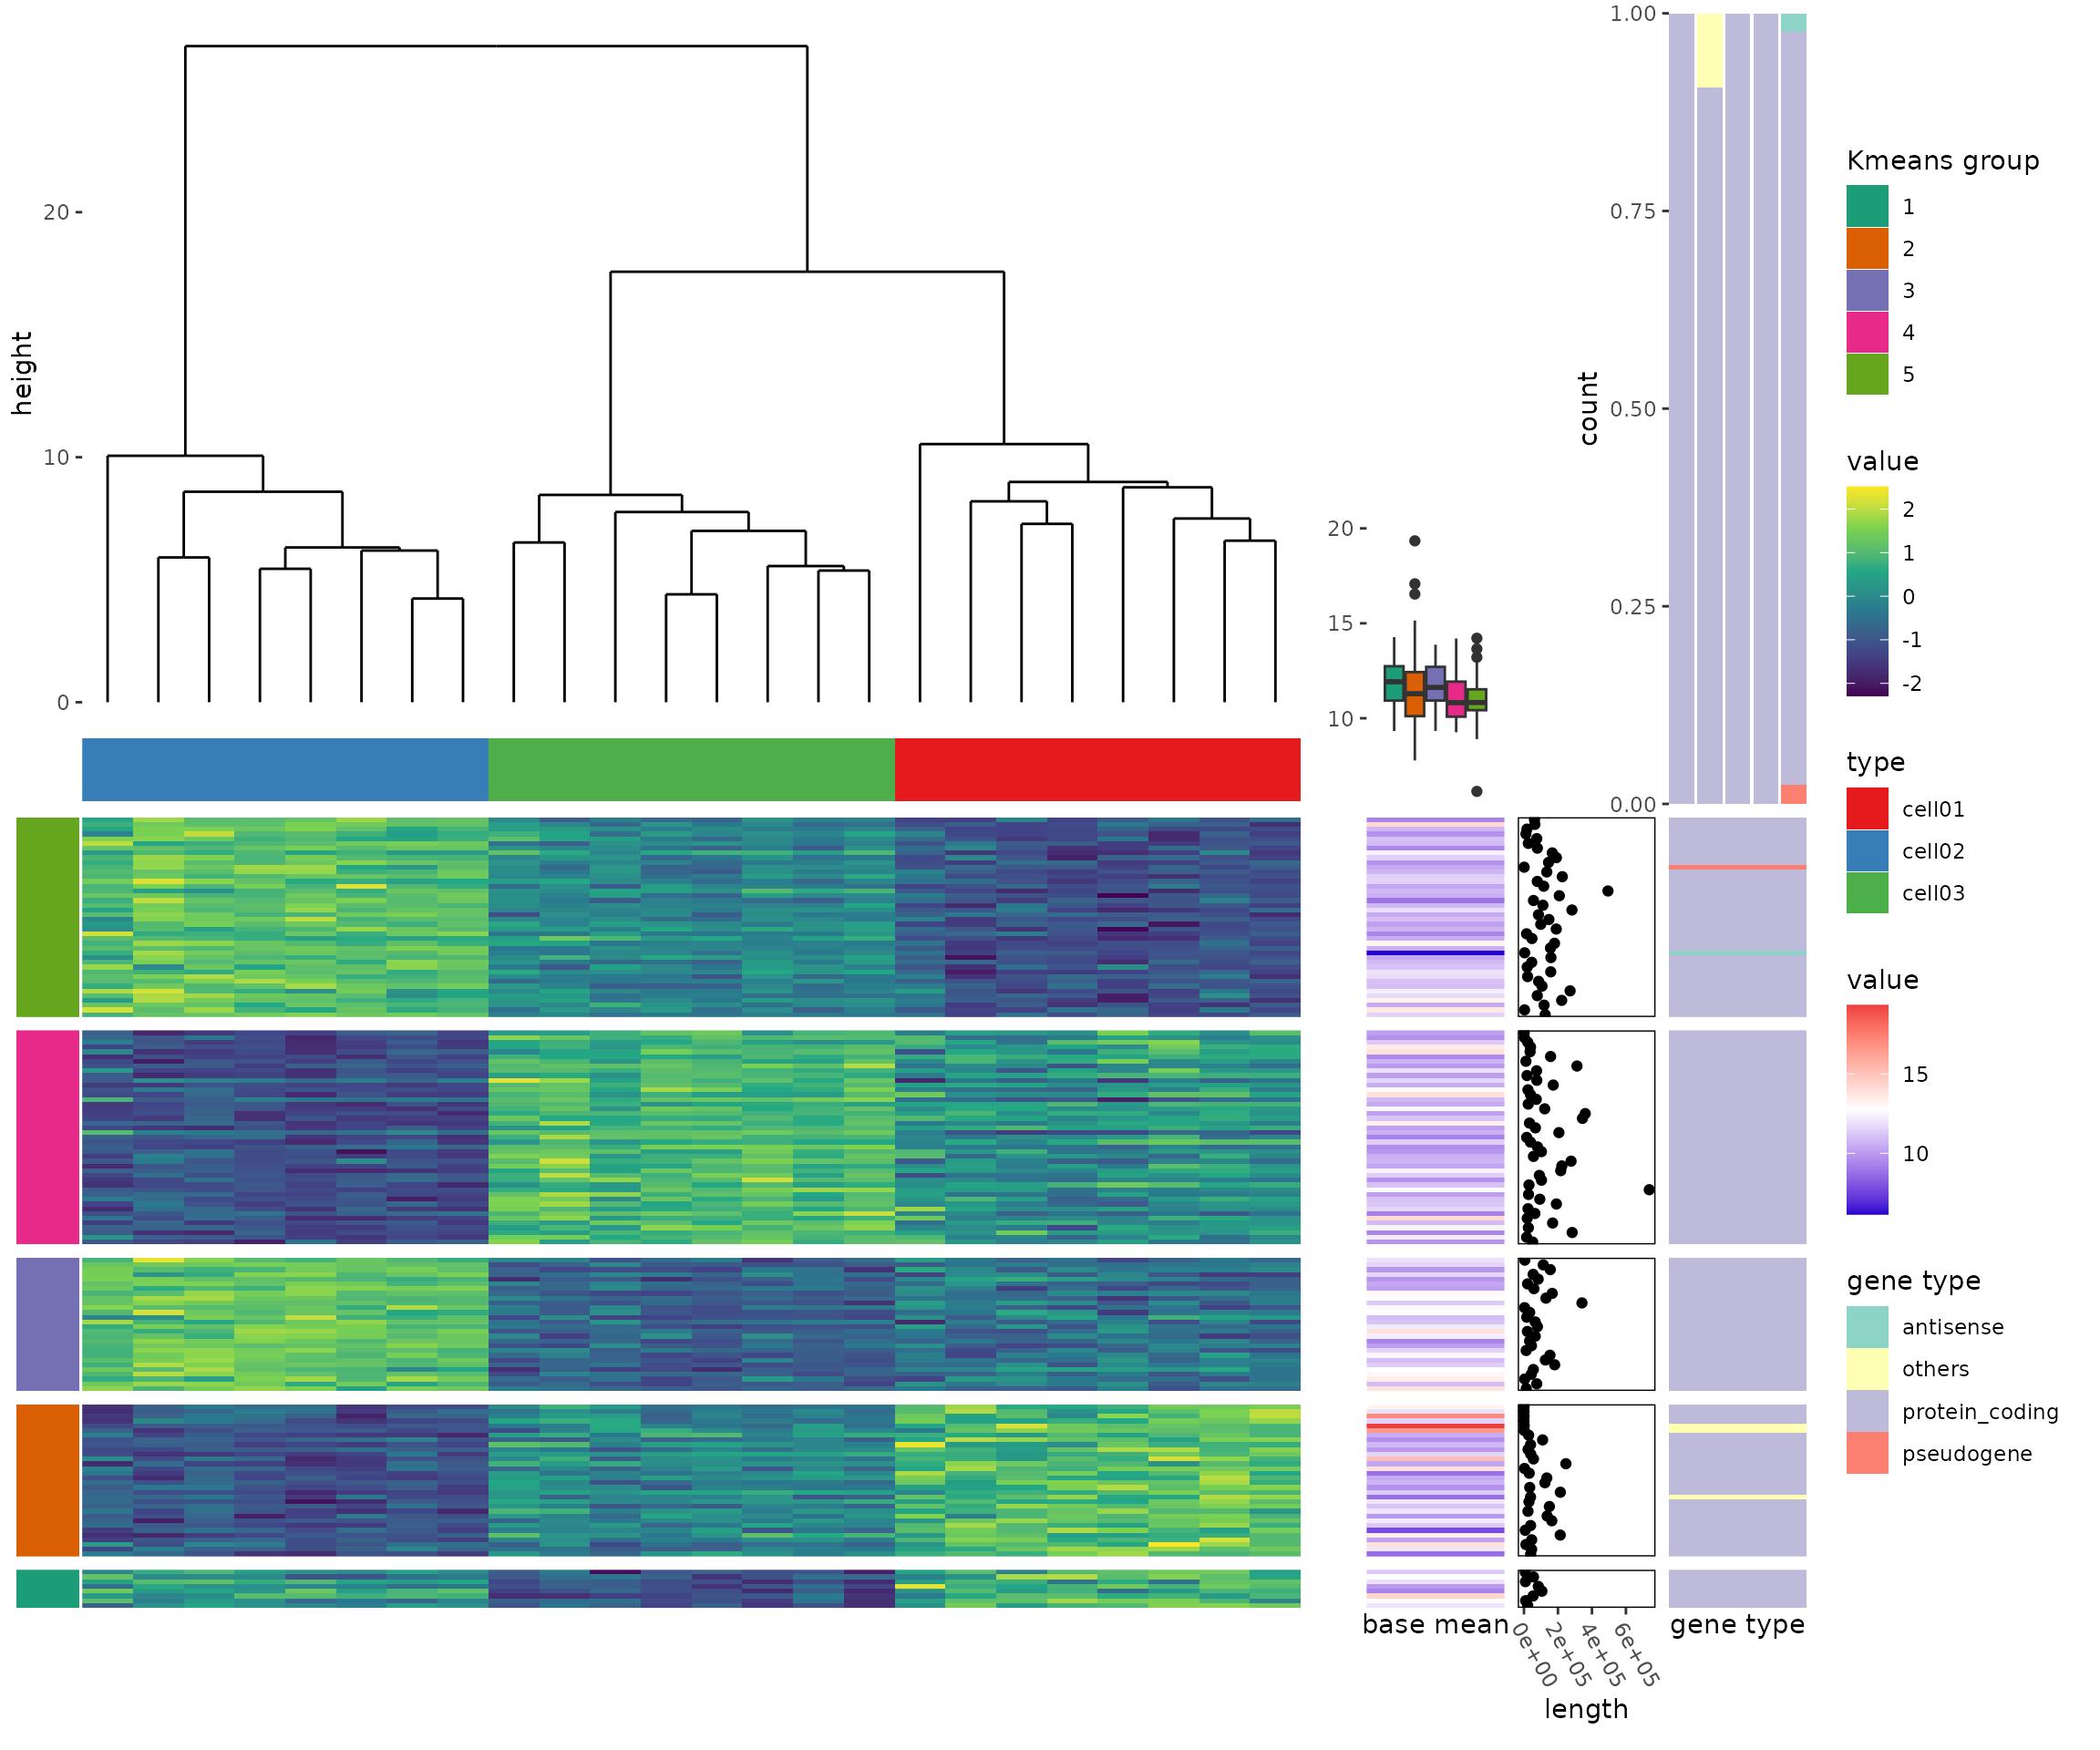 height
20
10
0
20
15
10
count
1.00
0.75
0.50
0.25
0.00
Kmeans group
1
2
3
4
5
value
2
1
0
-1
-2
type
cell01
cell02
cell03
value
15
10
gene type
antisense
others
protein_coding
pseudogene
base mean
0e+00
2e+05
4e+05
6e+05
length
gene type